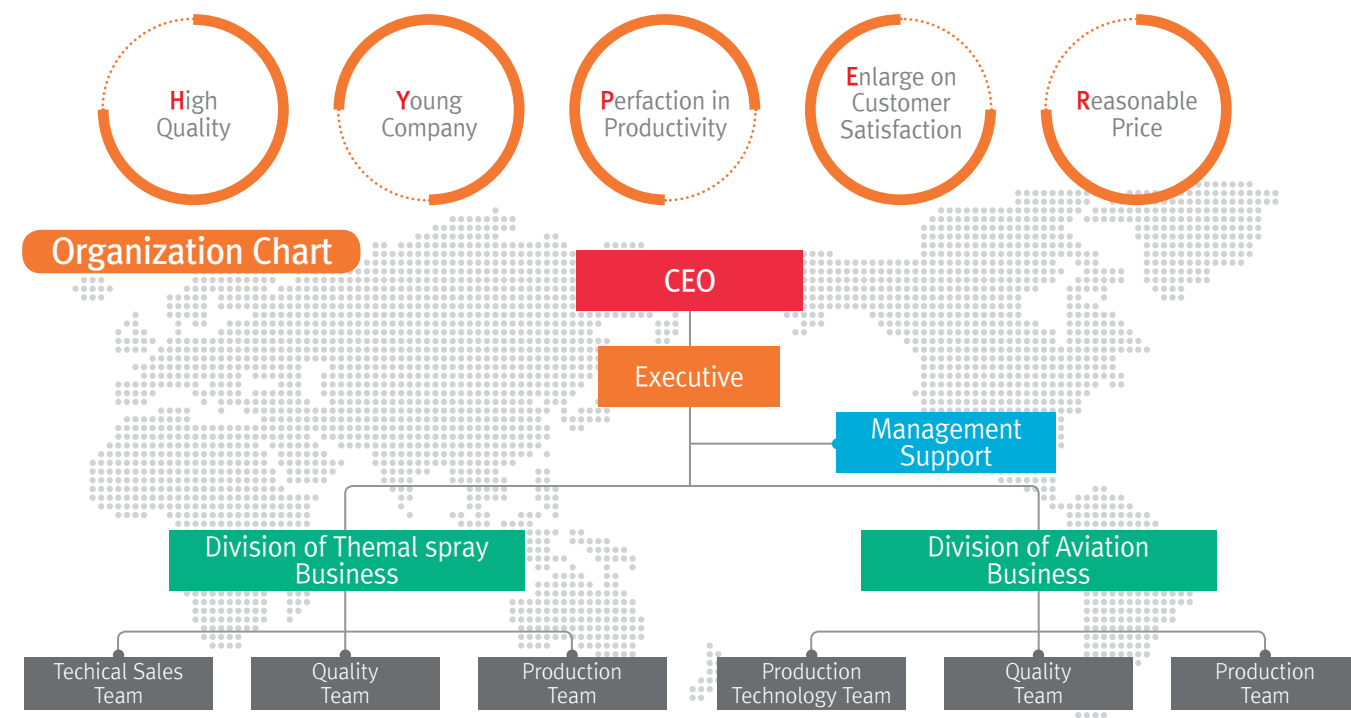 High
Quality
Young
Company
Perfaction in
Productivity
Enlarge on
Customer
Satisfaction
Reasonable
Price
Organization Chart
CEO
Executive
Management
Support
Division of Themal spray
Business
Division of Aviation
Business
Techical Sales
Team
Quality
Team
Production
Team
Production
Technology Team
Quality
Team
Production
Team